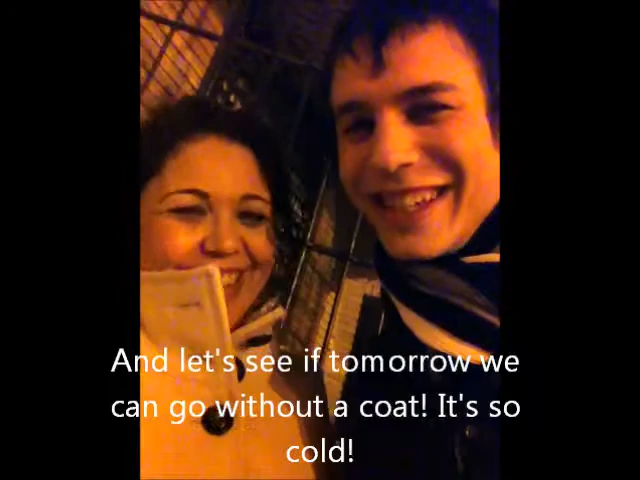 And let's see if tomorrow we
can go without a coat! It's so
cold!